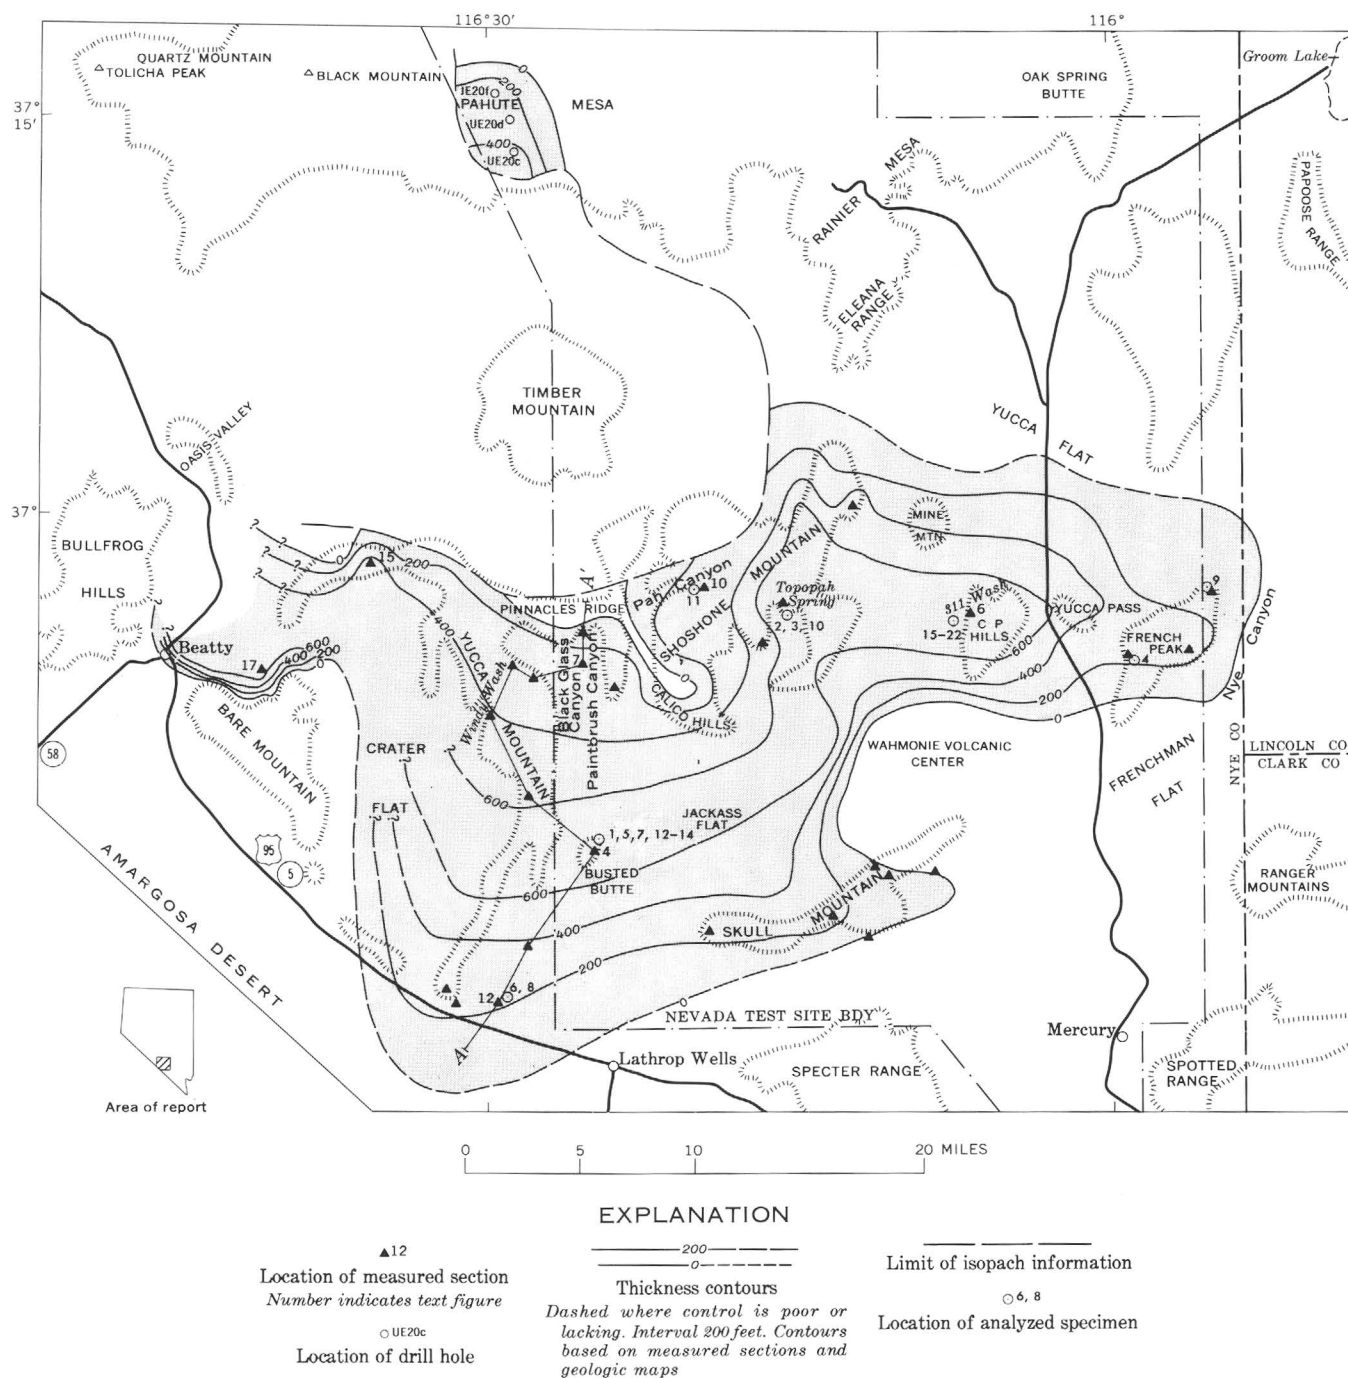 116°30′
116°
QUARTZ MOUNTAIN
△TOLICHA PEAK
△BLACK MOUNTAIN
Groom Lake
OAK SPRING
BUTTE
37°
15′
0
200
UE20f
PAHUTE
MESA
UE20d
400
UE20c
RAINIER
MESA
PAPOOSE RANGE
ELEANA
RANGE
TIMBER
MOUNTAIN
YUCCA
FLAT
OASIS VALLEY
37°
BULLFROG
HILLS
MINE
MTN
?
?
?
?
0
200
15
A′
PINNACLES RIDGE
Pah Canyon
10
11
SHOSHONE
MOUNTAIN
Topopah
Spring
2, 3, 10
Wash
6
15-22
C P
HILLS
YUCCA PASS
9
FRENCH
PEAK
4
Nye Canyon
Beatty
17
600
400
200
0
400
YUCCA
MOUNTAIN
Windy Wash
7
Black Glass
Canyon
Paintbrush Canyon
0
CALICO HILLS
600
400
200
0
BARE MOUNTAIN
CRATER
FLAT
?
?
?
?
600
WAHMONIE VOLCANIC
CENTER
FRENCHMAN
FLAT
NYE CO
LINCOLN CO
CLARK CO
58
JACKASS
FLAT
1, 5, 7, 12-14
4
BUSTED
BUTTE
95
5
AMARGOSA DESERT
RANGER
MOUNTAINS
600
400
200
SKULL
MOUNTAIN
6, 8
12
0
A
NEVADA TEST SITE BDY
Mercury
Lathrop Wells
SPECTER RANGE
SPOTTED
RANGE
Area of report
0 5 10 20 MILES
EXPLANATION
▲12
Location of measured section
Number indicates text figure
○ UE20c
Location of drill hole
200
0
Thickness contours
Dashed where control is poor or
lacking. Interval 200 feet. Contours
based on measured sections and
geologic maps
Limit of isopach information
○ 6, 8
Location of analyzed specimen